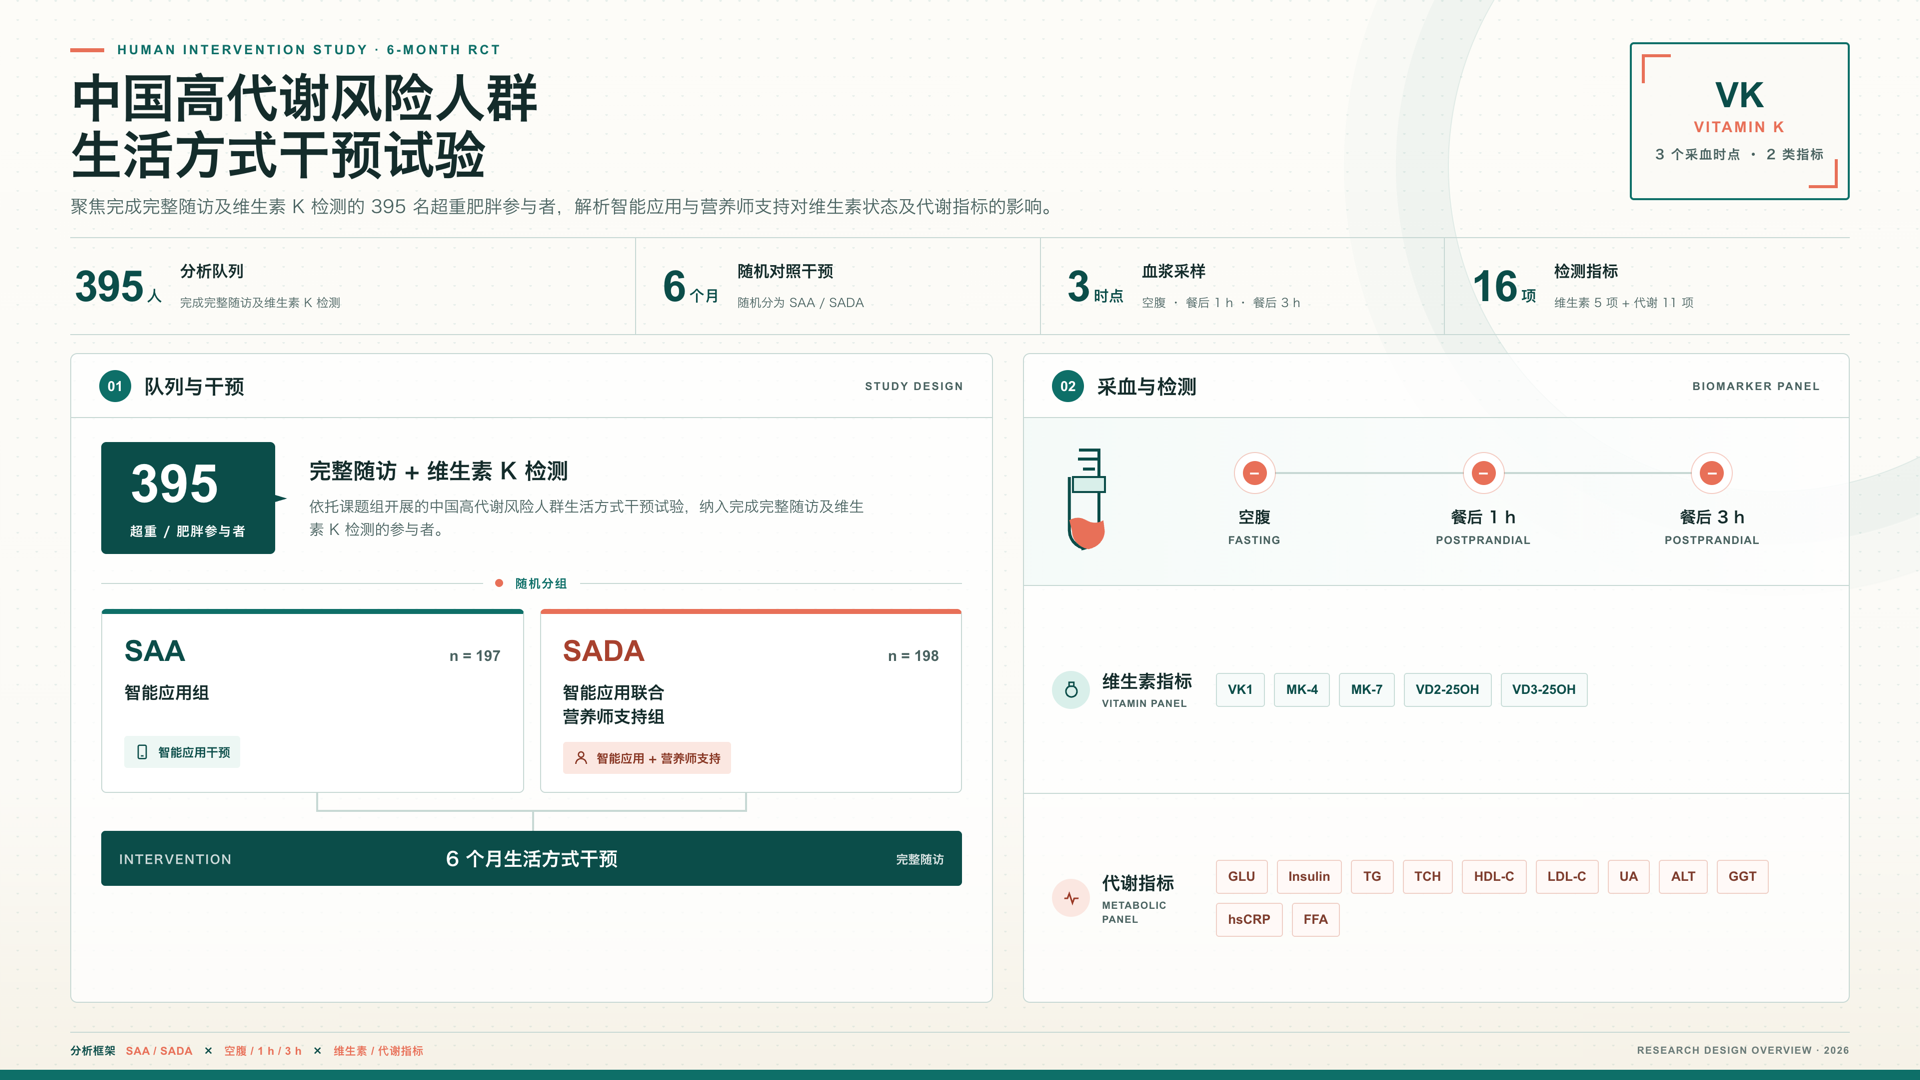 HUMAN INTERVENTION STUDY · 6-MONTH RCT
中国高代谢风险人群
生活方式干预试验
聚焦完成完整随访及维生素 K 检测的 395 名超重肥胖参与者，解析智能应用与营养师支持对维生素状态及代谢指标的影响。
VK
VITAMIN K
3 个采血时点 · 2 类指标
395 人
分析队列
完成完整随访及维生素 K 检测
6 个月
随机对照干预
随机分为 SAA / SADA
3 时点
血浆采样
空腹 · 餐后 1 h · 餐后 3 h
16 项
检测指标
维生素 5 项 + 代谢 11 项
01 队列与干预
STUDY DESIGN
395
超重 / 肥胖参与者
完整随访 + 维生素 K 检测
依托课题组开展的中国高代谢风险人群生活方式干预试验，纳入完成完整随访及维生
素 K 检测的参与者。
随机分组
SAA
n = 197
智能应用组
智能应用干预
SADA
n = 198
智能应用联合
营养师支持组
智能应用 + 营养师支持
INTERVENTION
6 个月生活方式干预
完整随访
02 采血与检测
BIOMARKER PANEL
空腹
FASTING
餐后 1 h
POSTPRANDIAL
餐后 3 h
POSTPRANDIAL
维生素指标
VITAMIN PANEL
VK1 MK-4 MK-7 VD2-25OH VD3-25OH
代谢指标
METABOLIC
PANEL
GLU Insulin TG TCH HDL-C LDL-C UA ALT GGT
hsCRP FFA
分析框架 SAA / SADA × 空腹 / 1 h / 3 h × 维生素 / 代谢指标
RESEARCH DESIGN OVERVIEW · 2026